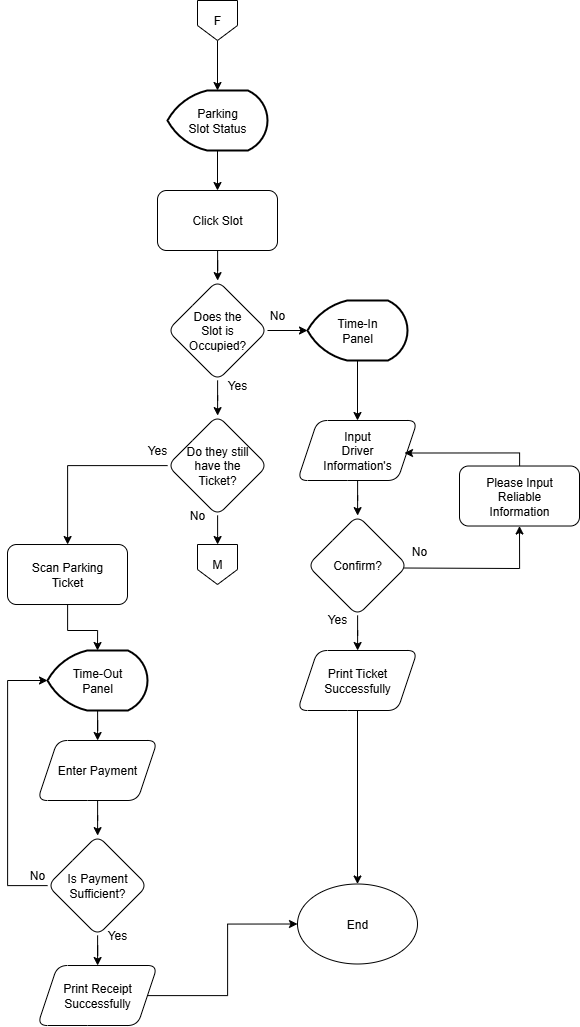 F
Parking
Slot Status
Click Slot
Does the
Slot is
Occupied?
No
Time-In
Panel
Yes
Input
Driver
Information's
Do they still
have the
Ticket?
Yes
No
Please Input
Reliable
Information
M
Confirm?
No
Yes
Scan Parking
Ticket
Print Ticket
Successfully
Time-Out
Panel
Enter Payment
Is Payment
Sufficient?
No
Yes
End
Print Receipt
Successfully